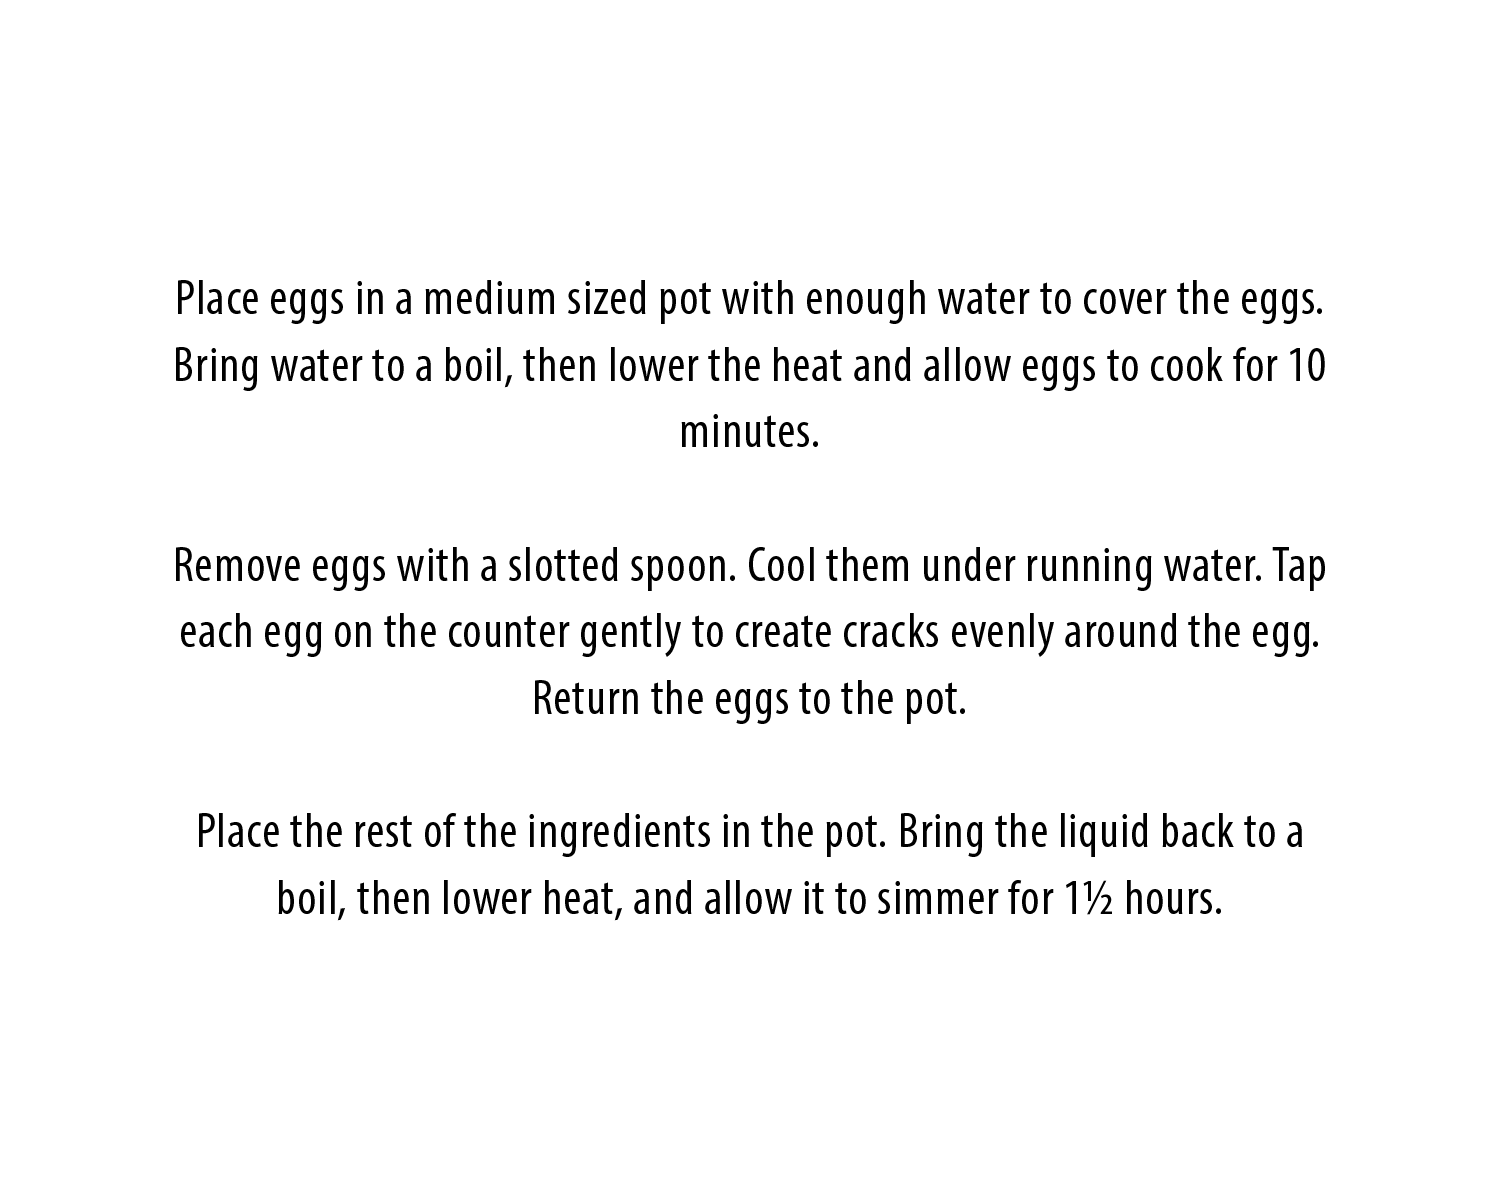 Place eggs in a medium sized pot with enough water to cover the eggs.
Bring water to a boil, then lower the heat and allow eggs to cook for 10
minutes.
Remove eggs with a slotted spoon. Cool them under running water. Tap
each egg on the counter gently to create cracks evenly around the egg.
Return the eggs to the pot.
Place the rest of the ingredients in the pot. Bring the liquid back to a
boil, then lower heat, and allow it to simmer for 1½ hours.